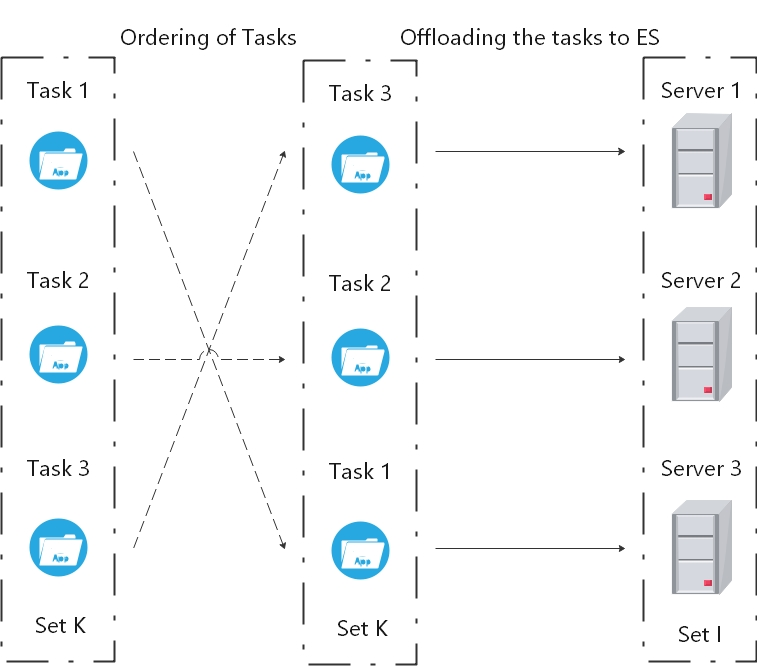 Ordering of Tasks
Offloading the tasks to ES
Task 1
App
Task 2
App
Task 3
App
Set K
Task 3
App
Task 2
App
Task 1
App
Set K
Server 1
Server 2
Server 3
Set I